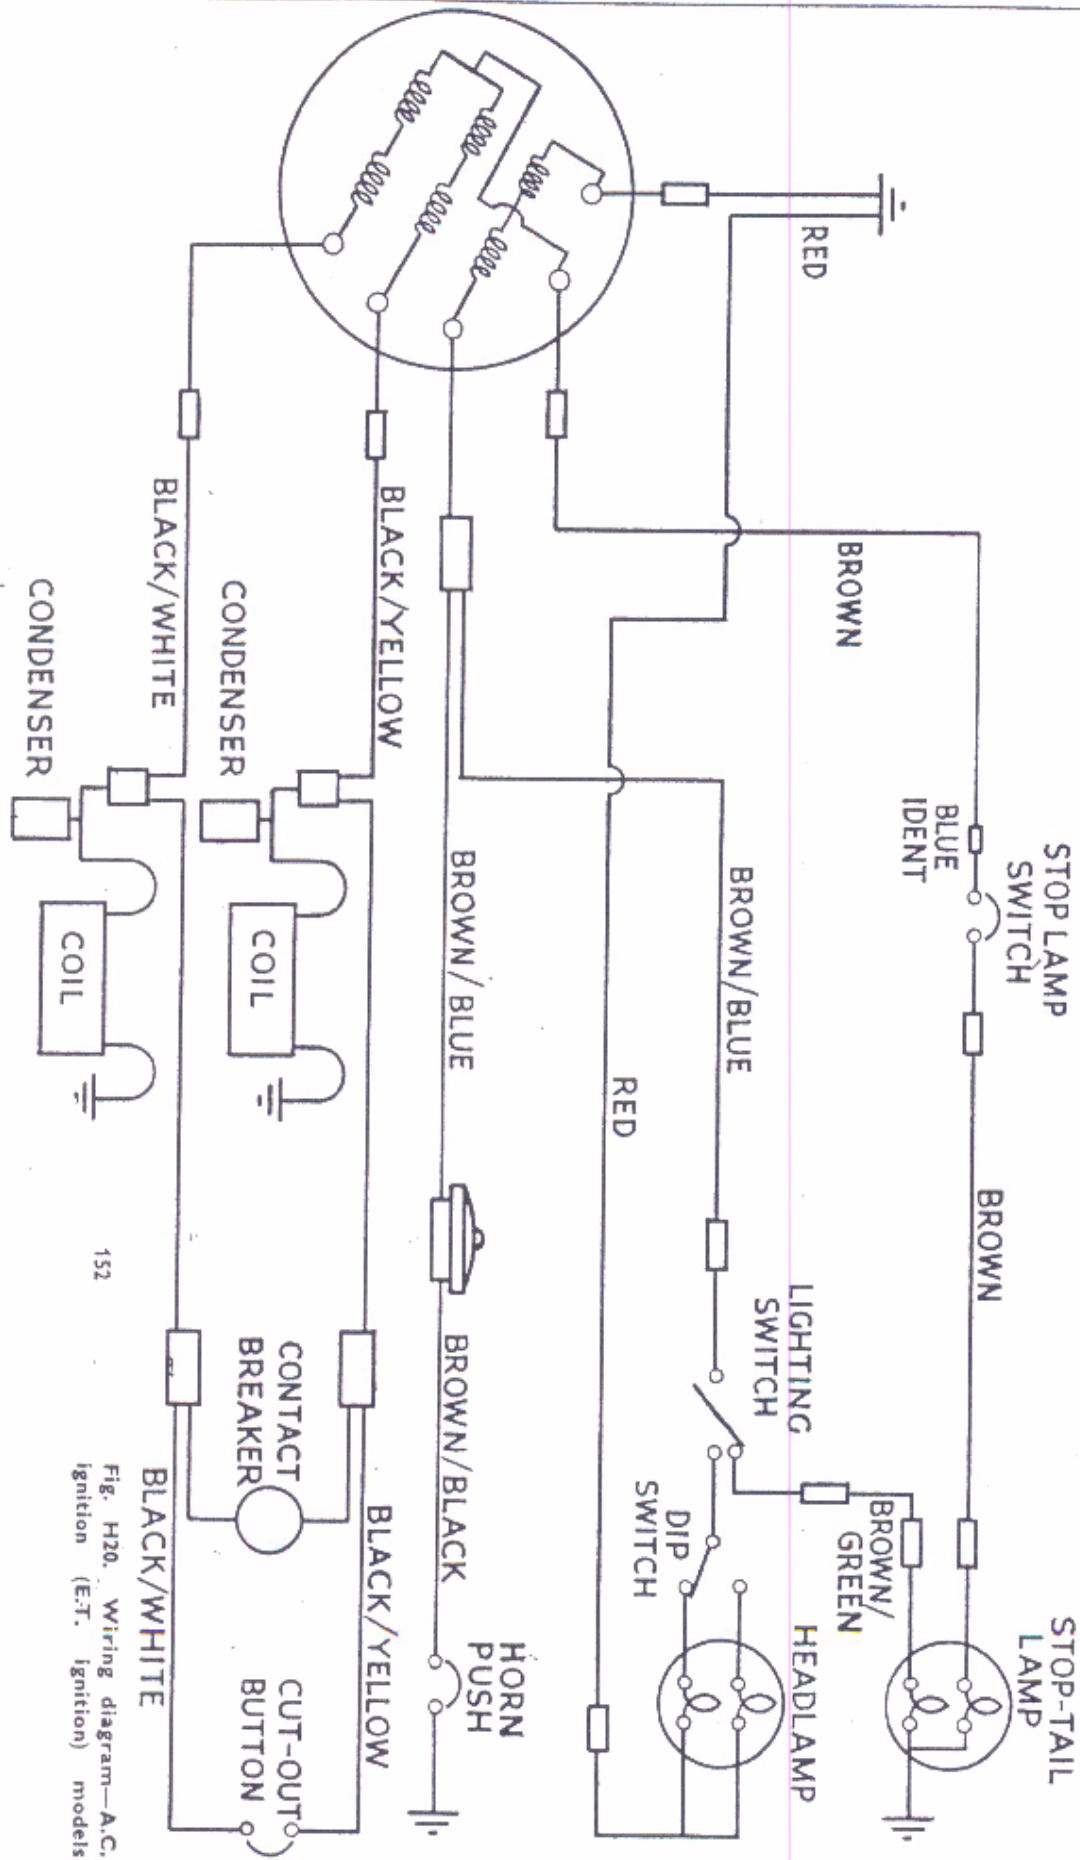 RED
BROWN
BLUE
IDENT
STOP LAMP
SWITCH
BROWN
STOP-TAIL
LAMP
BROWN/BLUE
LIGHTING
SWITCH
BROWN/
GREEN
DIP
SWITCH
HEADLAMP
RED
BROWN/BLUE
BROWN/BLACK
HORN
PUSH
BLACK/YELLOW
CONDENSER
COIL
CONTACT
BREAKER
BLACK/YELLOW
CUT-OUT
BUTTON
BLACK/WHITE
CONDENSER
COIL
BLACK/WHITE
152
Fig. H20. Wiring diagram—A.C.
ignition (E.T. ignition) models